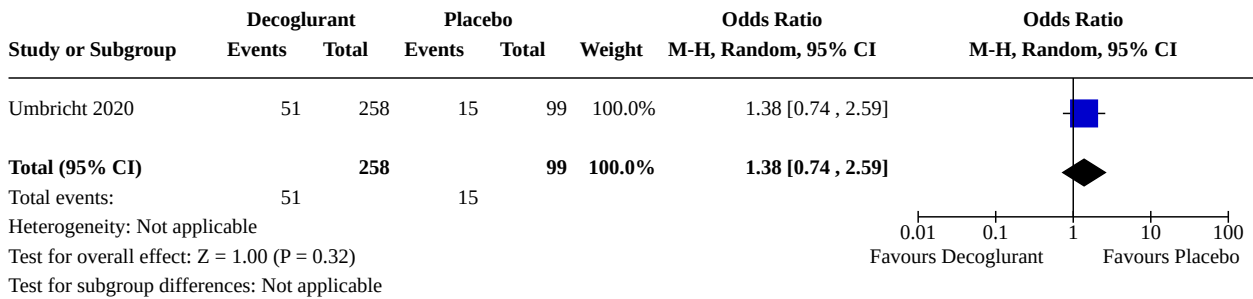 Decoglurant Placebo Odds Ratio Odds Ratio
Study or Subgroup Events Total Events Total Weight M-H, Random, 95% CI M-H, Random, 95% CI
Umbricht 2020 51 258 15 99 100.0% 1.38 [0.74 , 2.59]
Total (95% CI) 258 99 100.0% 1.38 [0.74 , 2.59]
Total events: 51 15
Heterogeneity: Not applicable
0.01 0.1 1 10 100
Test for overall effect: Z = 1.00 (P = 0.32)
Favours Decoglurant Favours Placebo
Test for subgroup differences: Not applicable